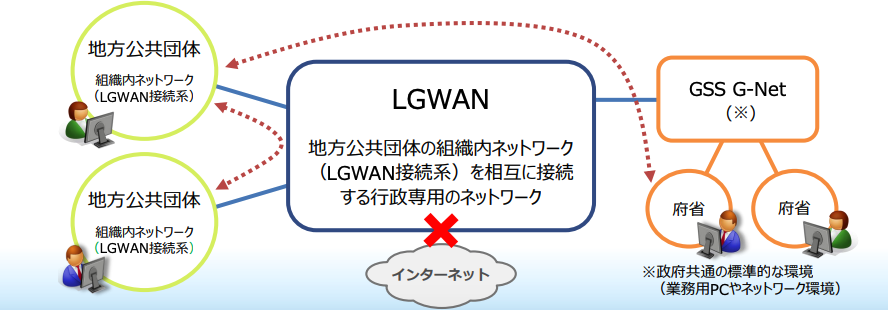 地方公共団体
組織内ネットワーク
（LGWAN接続系）
地方公共団体
組織内ネットワーク
（LGWAN接続系）
LGWAN
地方公共団体の組織内ネットワーク
（LGWAN接続系）を相互に接続
する行政専用のネットワーク
インターネット
GSS G-Net
（※）
府省
府省
※政府共通の標準的な環境
（業務用PCやネットワーク環境）